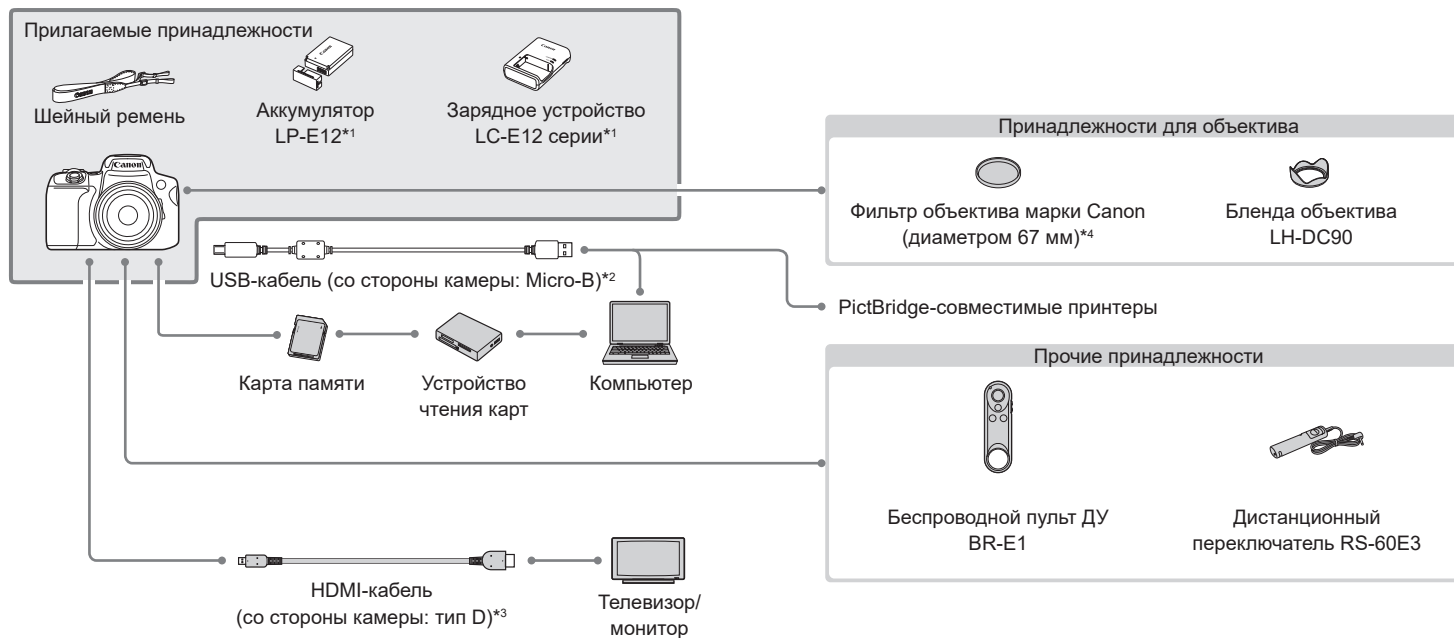 Прилагаемые принадлежности
Шейный ремень
Аккумулятор
LP-E12*1
Зарядное устройство
LC-E12 серии*1
Canon
Принадлежности для объектива
Фильтр объектива марки Canon
(диаметром 67 мм)*4
Бленда объектива
LH-DC90
USB-кабель (со стороны камеры: Micro-B)*2
PictBridge-совместимые принтеры
Карта памяти
Устройство
чтения карт
Компьютер
Прочие принадлежности
Беспроводной пульт ДУ
BR-E1
Дистанционный
переключатель RS-60E3
HDMI-кабель
(со стороны камеры: тип D)*3
Телевизор/
монитор